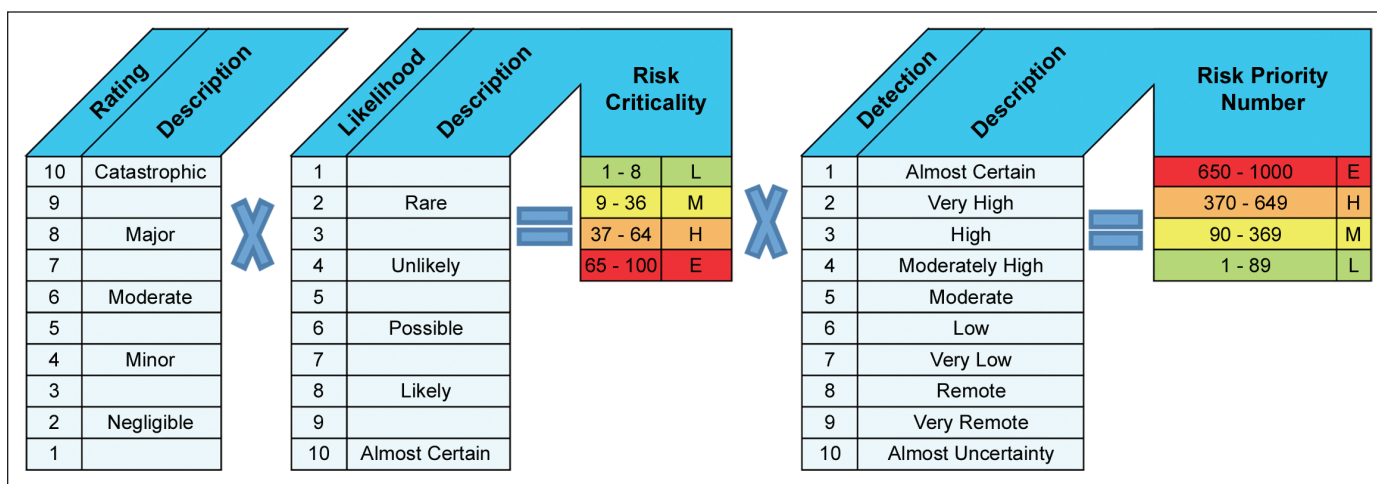 Rating Description
Likelihood Description
Risk
Criticality
Detection Description
Risk Priority
Number
10 Catastrophic
9
8 Major
7
6 Moderate
5
4 Minor
3
2 Negligible
1
1
2 Rare
3
4 Unlikely
5
6 Possible
7
8 Likely
9
10 Almost Certain
1 - 8 L
9 - 36 M
37 - 64 H
65 - 100 E
1 Almost Certain
2 Very High
3 High
4 Moderately High
5 Moderate
6 Low
7 Very Low
8 Remote
9 Very Remote
10 Almost Uncertainty
650 - 1000 E
370 - 649 H
90 - 369 M
1 - 89 L